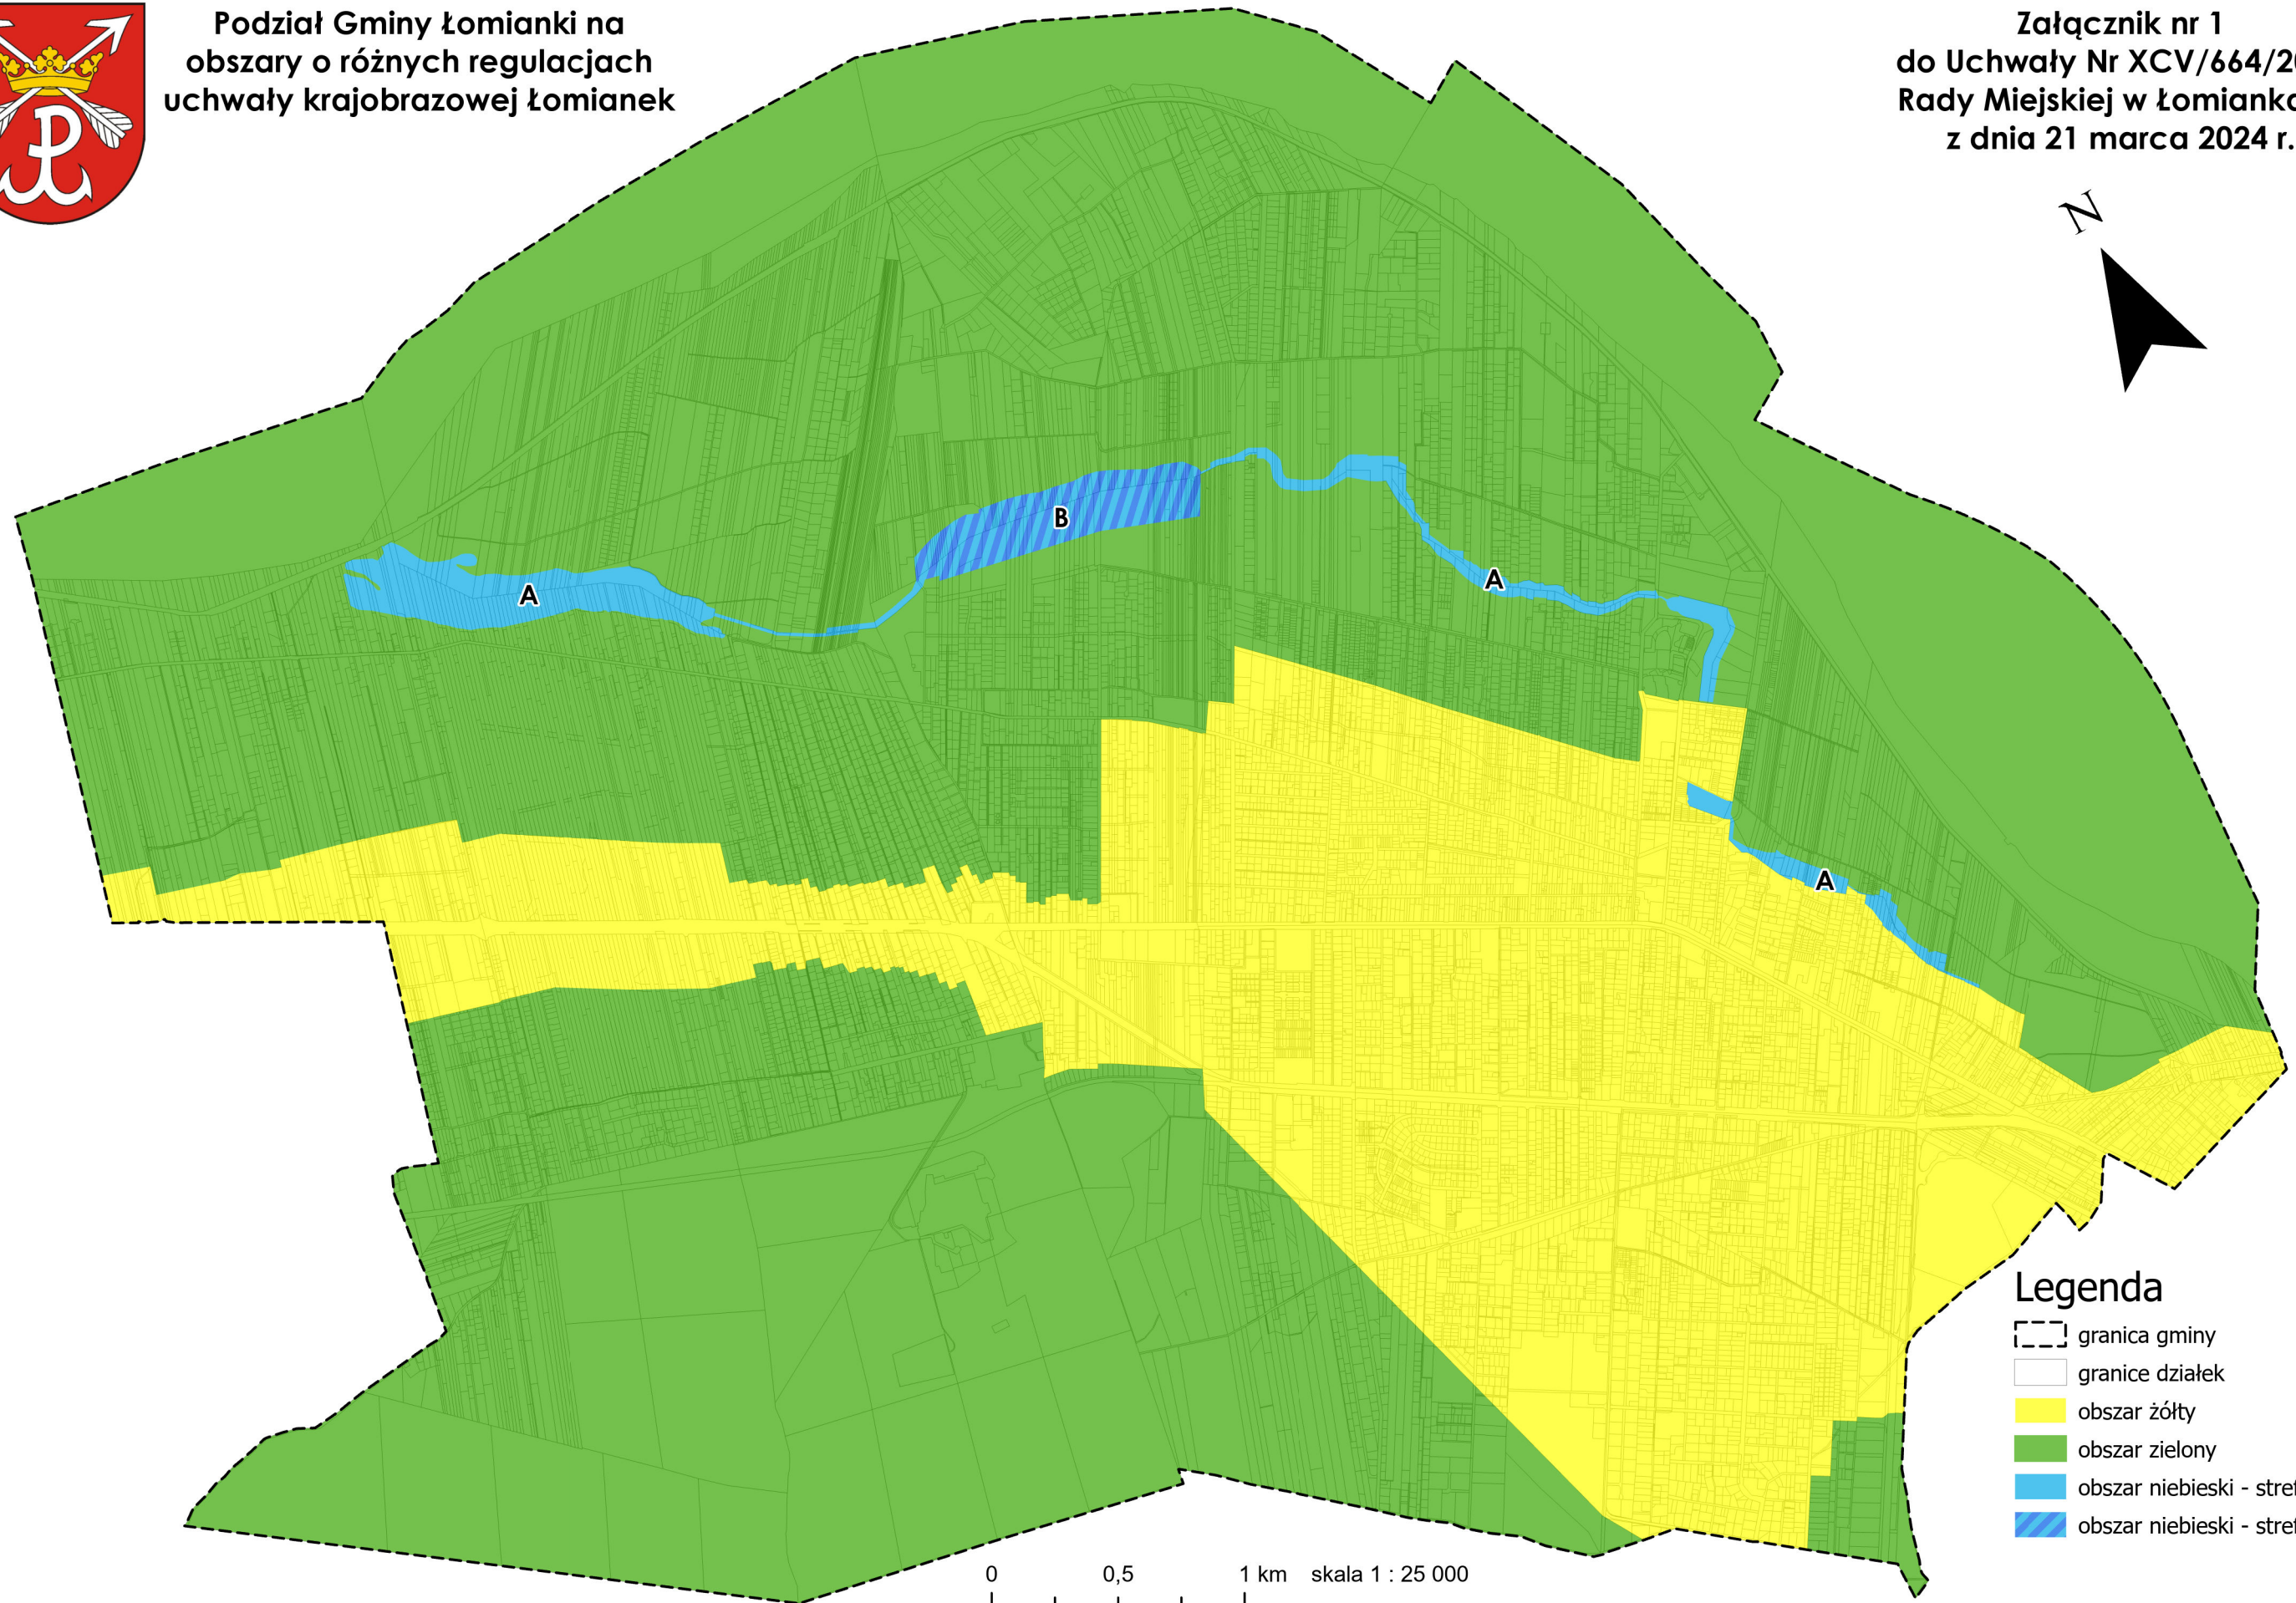 Podział Gminy Łomianki na
obszary o różnych regulacjach
uchwały krajobrazowej Łomianek
Załącznik nr 1
do Uchwały Nr XCV/664/20
Rady Miejskiej w Łomianka
z dnia 21 marca 2024 r.
N
B
A
A
A
Legenda
granica gminy
granice działek
obszar żółty
obszar zielony
obszar niebieski - stref
obszar niebieski - stref
0 0,5 1 km skala 1 : 25 000